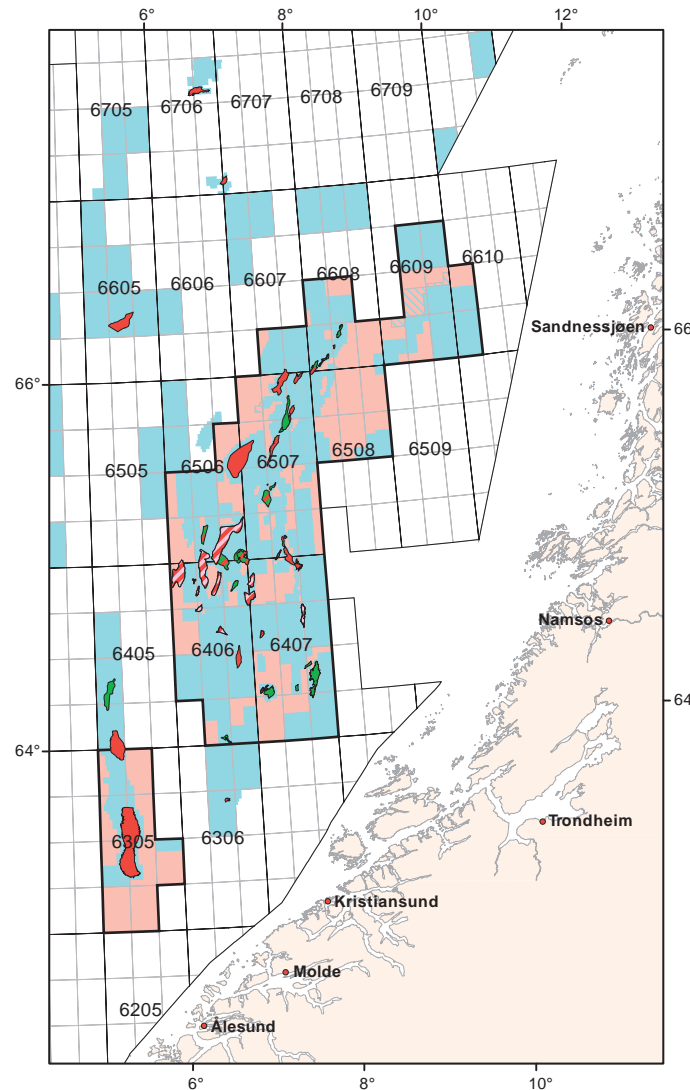 6° 8° 10° 12°
6705 6706 6707 6708 6709
6605 6606 6607 6608 6609 6610
Sandnessjøen
66
66°
6505 6506 6507 6508 6509
Namsos
6405 6406 6407
64
64°
Trondheim
6305 6306
Kristiansund
Molde
6205
Ålesund
6° 8° 10°